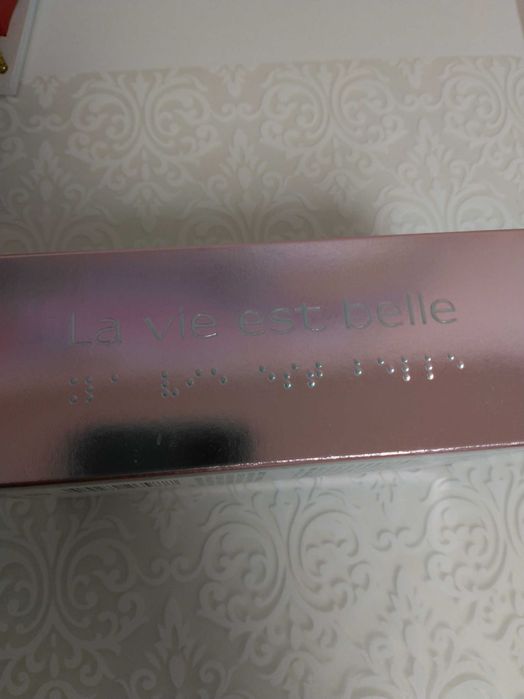 La vie est belle
⠨⠇⠁ ⠧⠊⠑ ⠑⠎⠞ ⠃⠑⠇⠇⠑